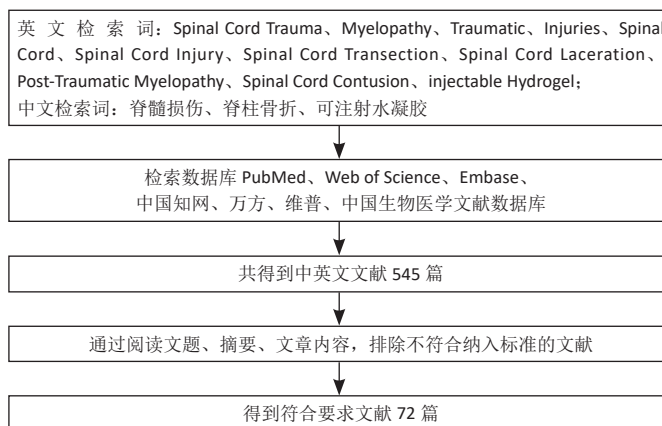 英文检索词：Spinal Cord Trauma、Myelopathy、Traumatic、Injuries、Spinal
Cord、Spinal Cord Injury、Spinal Cord Transection、Spinal Cord Laceration、
Post-Traumatic Myelopathy、Spinal Cord Contusion、injectable Hydrogel；
中文检索词：脊髓损伤、脊柱骨折、可注射水凝胶
检索数据库 PubMed、Web of Science、Embase、
中国知网、万方、维普、中国生物医学文献数据库
共得到中英文文献 545 篇
通过阅读文题、摘要、文章内容，排除不符合纳入标准的文献
得到符合要求文献 72 篇